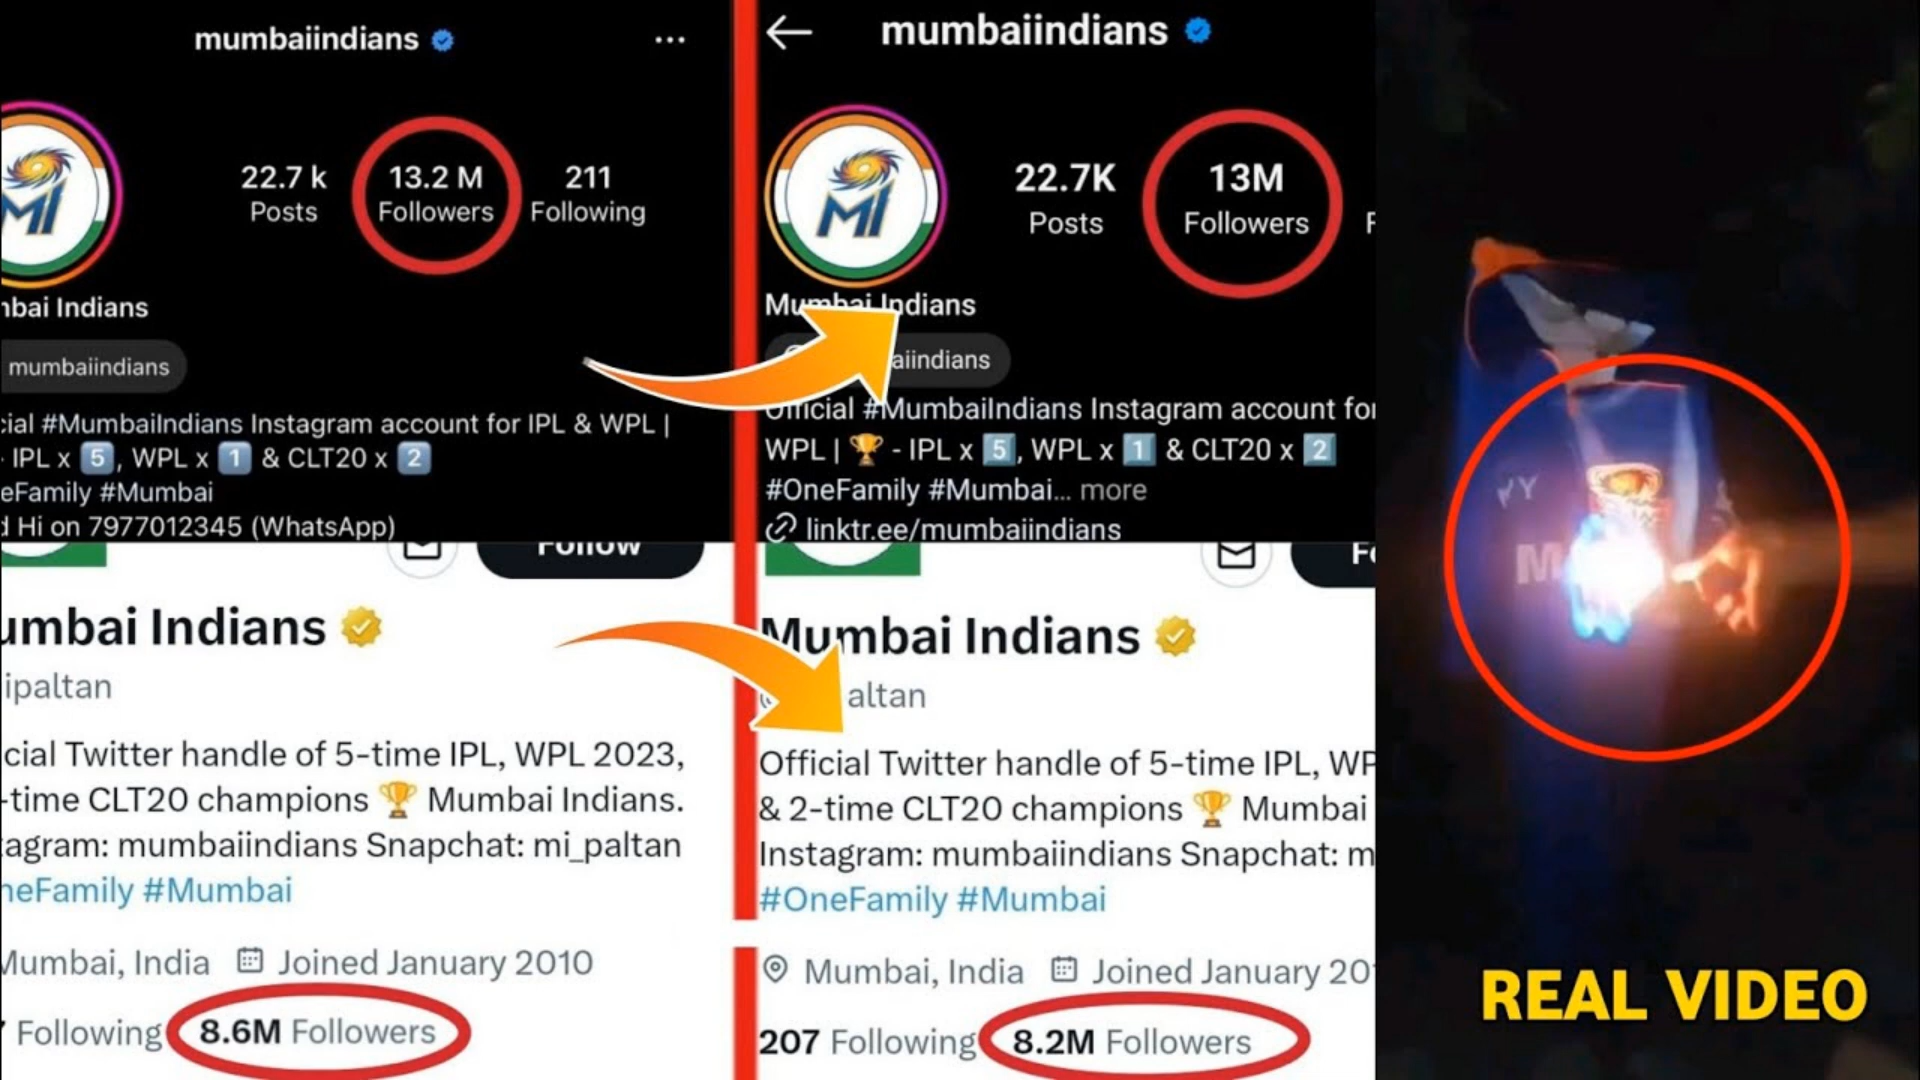 mumbaiindians
22.7 k
Posts
13.2 M
Followers
211
Following
nbai Indians
mumbaiindians
cial #MumbaiIndians Instagram account for IPL & WPL |
- IPL x 5, WPL x 1 & CLT20 x 2
eFamily #Mumbai
d Hi on 7977012345 (WhatsApp)
Follow
umbai Indians
ipaltan
cial Twitter handle of 5-time IPL, WPL 2023,
-time CLT20 champions 🏆 Mumbai Indians.
tagram: mumbaiindians Snapchat: mi_paltan
neFamily #Mumbai
Mumbai, India Joined January 2010
Following 8.6M Followers
mumbaiindians
MI
22.7K
Posts
13M
Followers
F
Mumbai Indians
aiindians
Official #MumbaiIndians Instagram account for
WPL | 🏆 - IPL x 5, WPL x 1 & CLT20 x 2
#OneFamily #Mumbai... more
linktr.ee/mumbaiindians
Fo
Mumbai Indians
altan
Official Twitter handle of 5-time IPL, WP
& 2-time CLT20 champions 🏆 Mumbai
Instagram: mumbaiindians Snapchat: m
#OneFamily #Mumbai
Mumbai, India Joined January 20
207 Following 8.2M Followers
REAL VIDEO